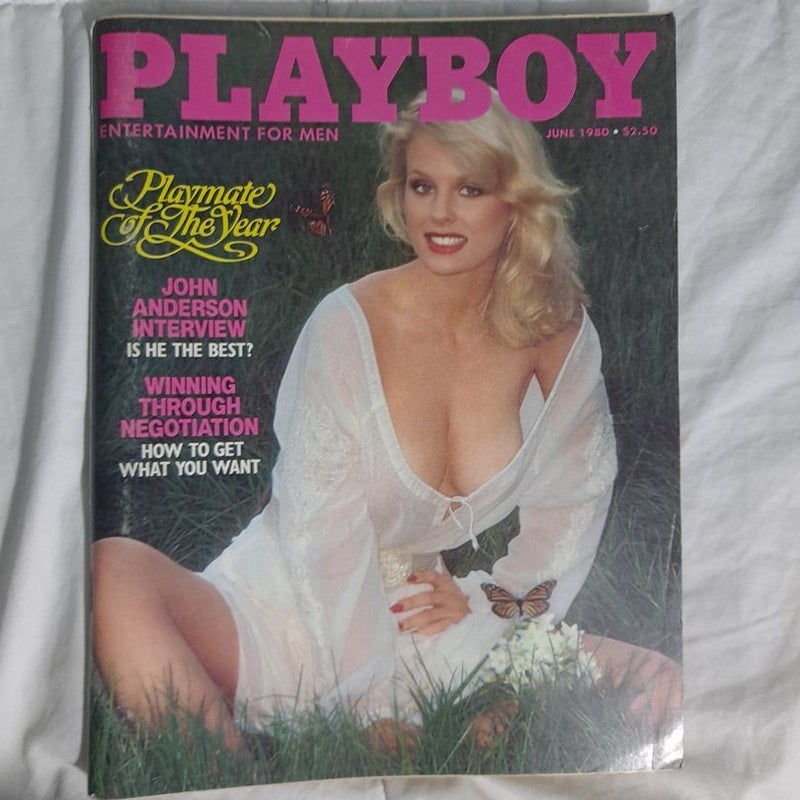 PLAYBOY
ENTERTAINMENT FOR MEN
JUNE 1980 • $2.50
Playmate
of The Year
JOHN
ANDERSON
INTERVIEW
IS HE THE BEST?
WINNING
THROUGH
NEGOTIATION
HOW TO GET
WHAT YOU WANT